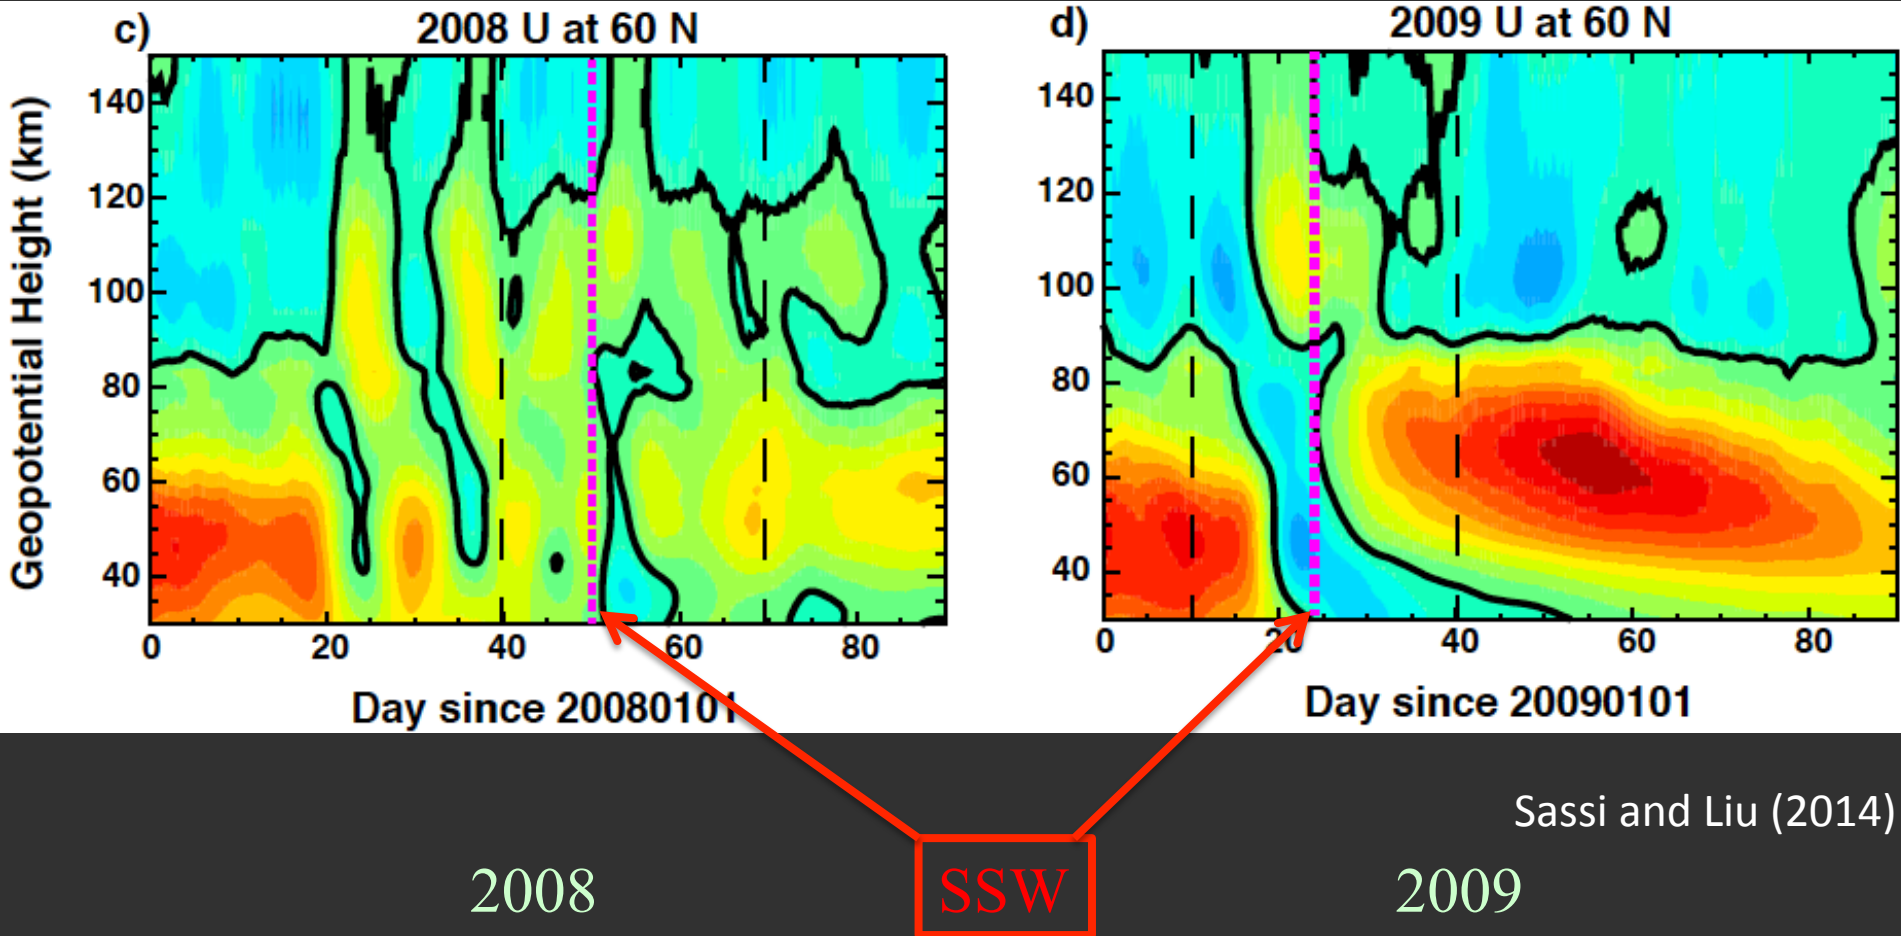 c)
2008 U at 60 N
Geopotential Height (km)
140
120
100
80
60
40
0 20 40 60 80
Day since 20080101
d)
2009 U at 60 N
140
120
100
80
60
40
0 20 40 60 80
Day since 20090101
Sassi and Liu (2014)
2008
SSW
2009